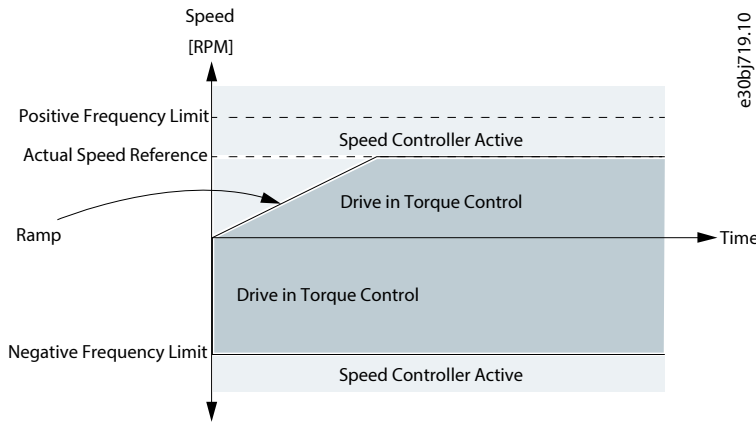 Speed
[RPM]
e30bj719.10
Positive Frequency Limit
Speed Controller Active
Actual Speed Reference
Drive in Torque Control
Ramp
Time
Drive in Torque Control
Negative Frequency Limit
Speed Controller Active